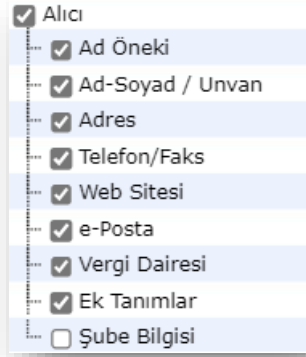 Alıcı
Ad Öneki
Ad-Soyad / Unvan
Adres
Telefon/Faks
Web Sitesi
e-Posta
Vergi Dairesi
Ek Tanımlar
Şube Bilgisi